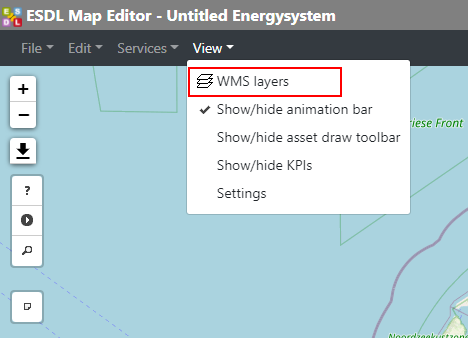 ESDL Map Editor - Untitled Energysystem
File Edit Services View
WMS layers
Show/hide animation bar
Show/hide asset draw toolbar
Show/hide KPIs
Settings
+
−
?
riese Front
Noordzeekustzone